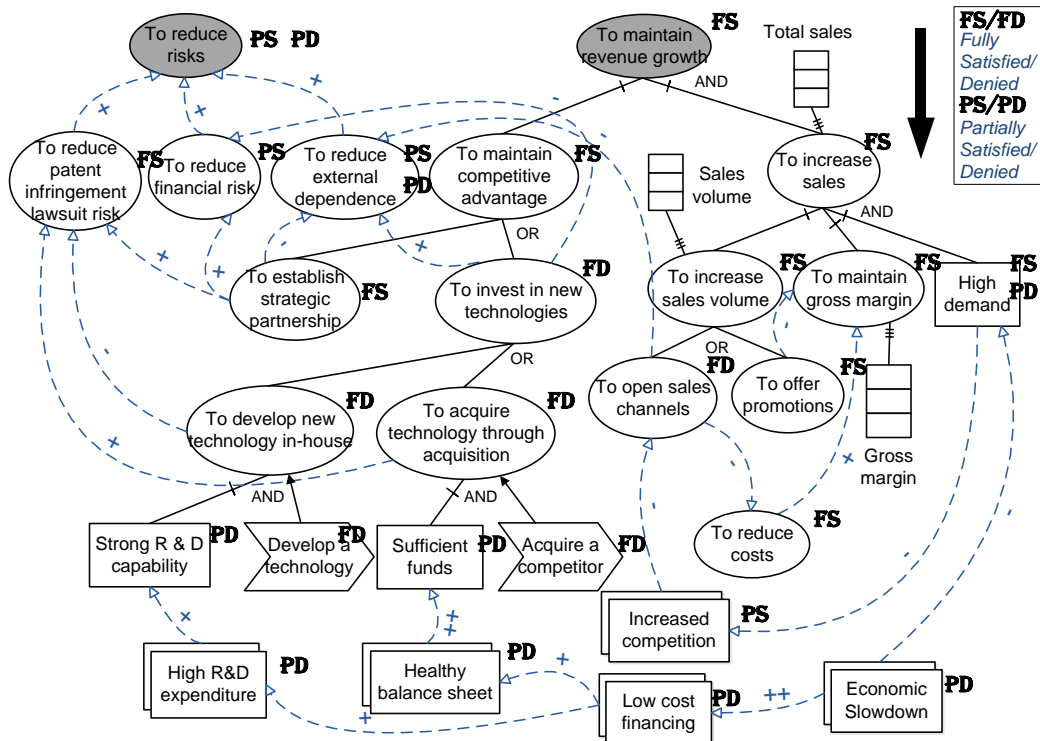 To reduce
risks
PS PD
To maintain
revenue growth
FS
Total sales
FS/FD
Fully
Satisfied/
Denied
PS/PD
Partially
Satisfied/
Denied
AND
+
+
+
-
-
To reduce
patent
infringement
lawsuit risk
FS
To reduce
financial risk
PS
To reduce
external
dependence
PS
PD
To maintain
competitive
advantage
FS
Sales
volume
To increase
sales
FS
AND
OR
+
+
-
+
To establish
strategic
partnership
FS
To invest in new
technologies
FD
To increase
sales volume
FS
To maintain
gross margin
FS
High
demand
FS
PD
-
OR
OR
-
+
To develop new
technology in-house
FD
To acquire
technology through
acquisition
FD
To open sales
channels
FD
To offer
promotions
FS
Gross
margin
-
+
-
-
-
AND
AND
Strong R & D
capability
PD
Develop a
technology
FD
Sufficient
funds
PD
Acquire a
competitor
FD
To reduce
costs
FS
+
++
Increased
competition
PS
High R&D
expenditure
PD
Healthy
balance sheet
PD
+
+
Low cost
financing
PD
++
Economic
Slowdown
PD